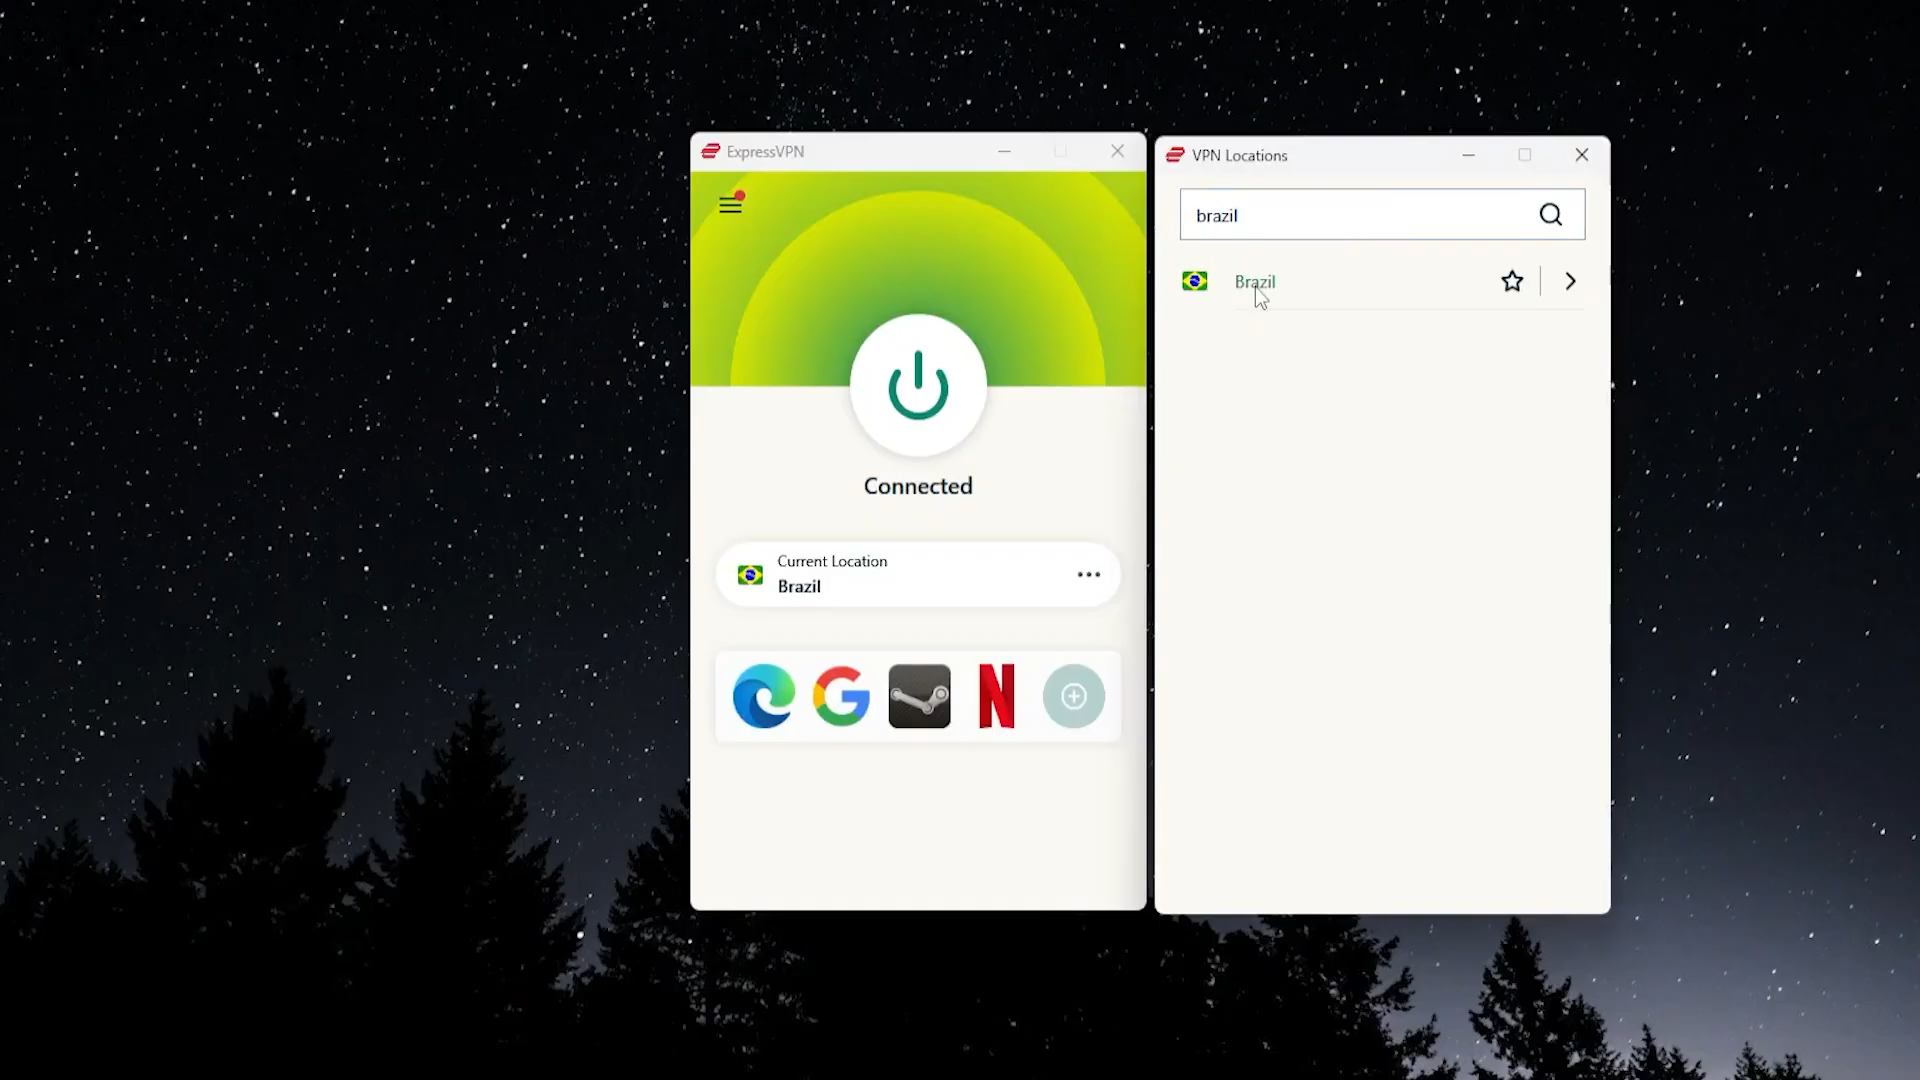 ExpressVPN
Connected
Current Location
Brazil
VPN Locations
brazil
Brazil